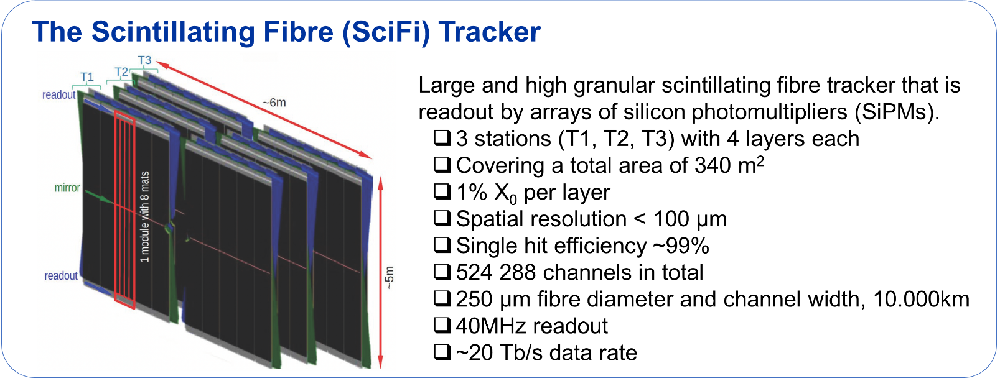 The Scintillating Fibre (SciFi) Tracker
T3
T2
T1
readout
~6m
mirror
1 module with 8 mats
readout
~5m
Large and high granular scintillating fibre tracker that is
readout by arrays of silicon photomultipliers (SiPMs).
❑ 3 stations (T1, T2, T3) with 4 layers each
❑ Covering a total area of 340 m²
❑ 1% X₀ per layer
❑ Spatial resolution < 100 µm
❑ Single hit efficiency ~99%
❑ 524 288 channels in total
❑ 250 µm fibre diameter and channel width, 10.000km
❑ 40MHz readout
❑ ~20 Tb/s data rate